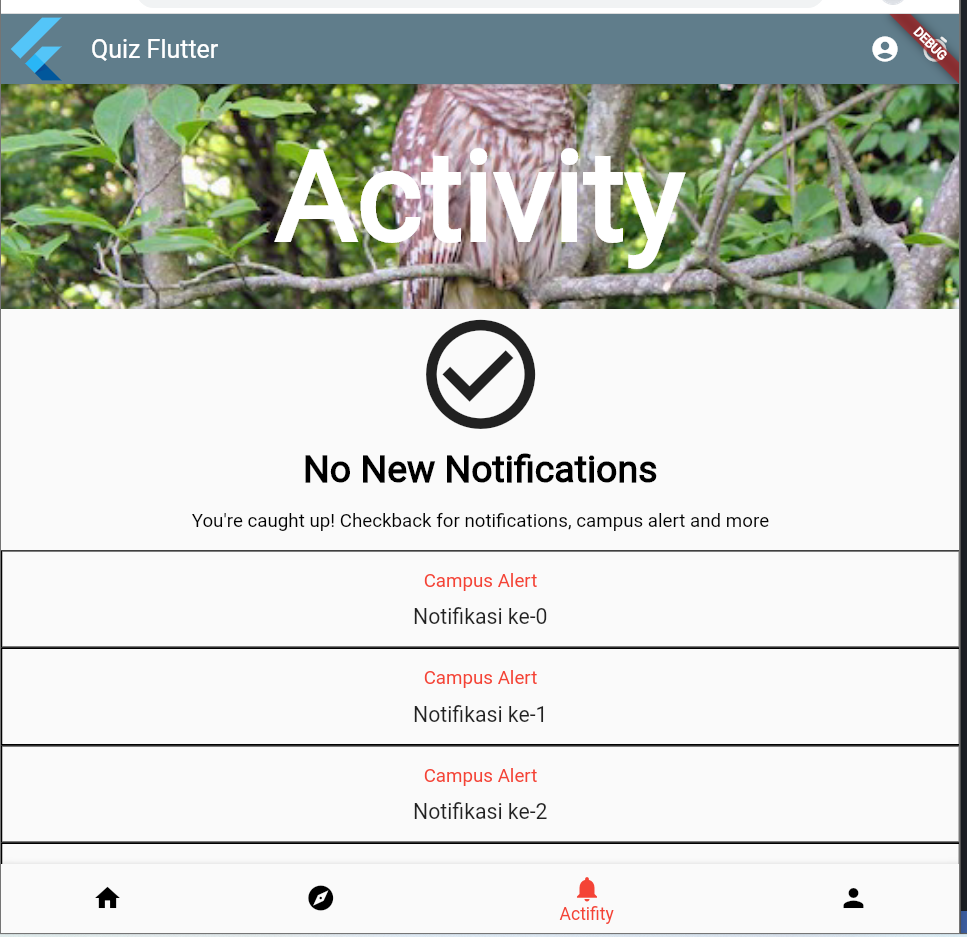 Quiz Flutter
DEBUG
Activity
No New Notifications
You're caught up! Checkback for notifications, campus alert and more
Campus Alert
Notifikasi ke-0
Campus Alert
Notifikasi ke-1
Campus Alert
Notifikasi ke-2
Actifity